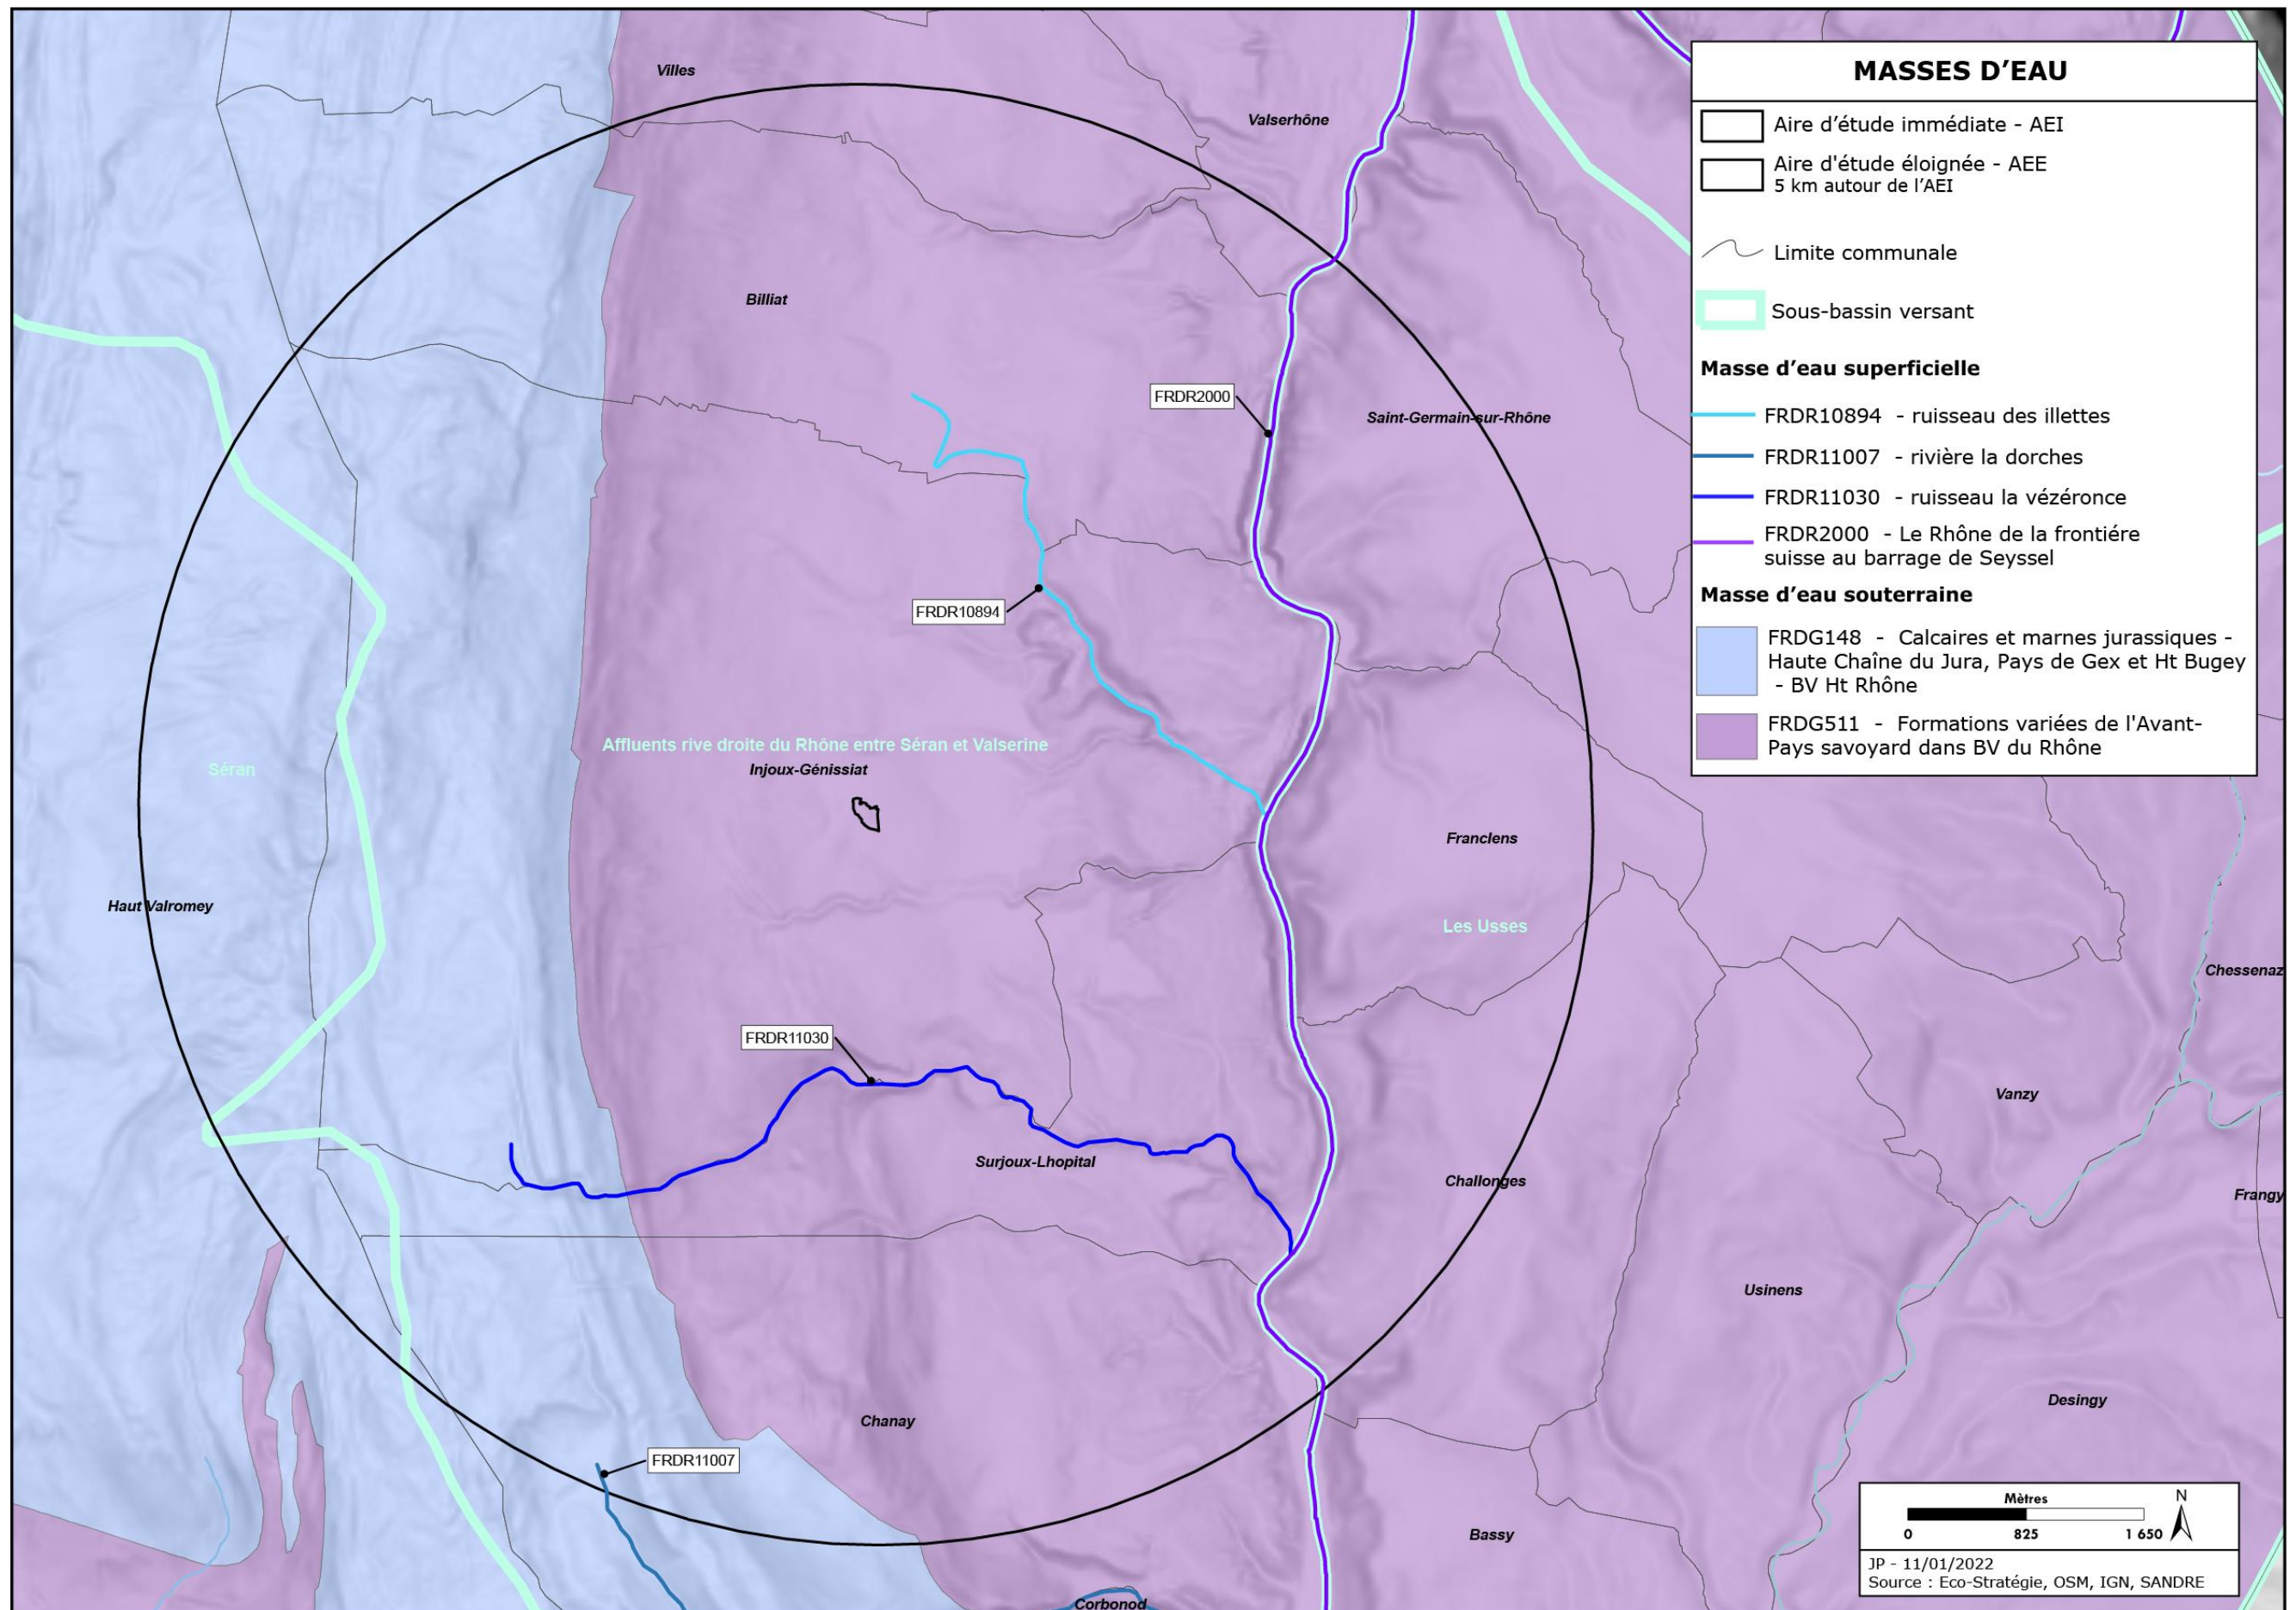 Villes
Valserhône
Billiat
FRDR2000
Saint-Germain-sur-Rhône
FRDR10894
Affluents rive droite du Rhône entre Séran et Valserine
Séran
Injoux-Génissiat
Franclens
Haut Valromey
Les Usses
Chessenaz
FRDR11030
Vanzy
Surjoux-Lhopital
Challonges
Frangy
Usinens
Desingy
Chanay
FRDR11007
Bassy
Corbonod
MASSES D’EAU
Aire d’étude immédiate - AEI
Aire d'étude éloignée - AEE
5 km autour de l’AEI
Limite communale
Sous-bassin versant
Masse d’eau superficielle
FRDR10894 - ruisseau des illettes
FRDR11007 - rivière la dorches
FRDR11030 - ruisseau la vézéronce
FRDR2000 - Le Rhône de la frontiére
suisse au barrage de Seyssel
Masse d’eau souterraine
FRDG148 - Calcaires et marnes jurassiques -
Haute Chaîne du Jura, Pays de Gex et Ht Bugey
- BV Ht Rhône
FRDG511 - Formations variées de l'Avant-
Pays savoyard dans BV du Rhône
Mètres
N
0 825 1 650
JP - 11/01/2022
Source : Eco-Stratégie, OSM, IGN, SANDRE